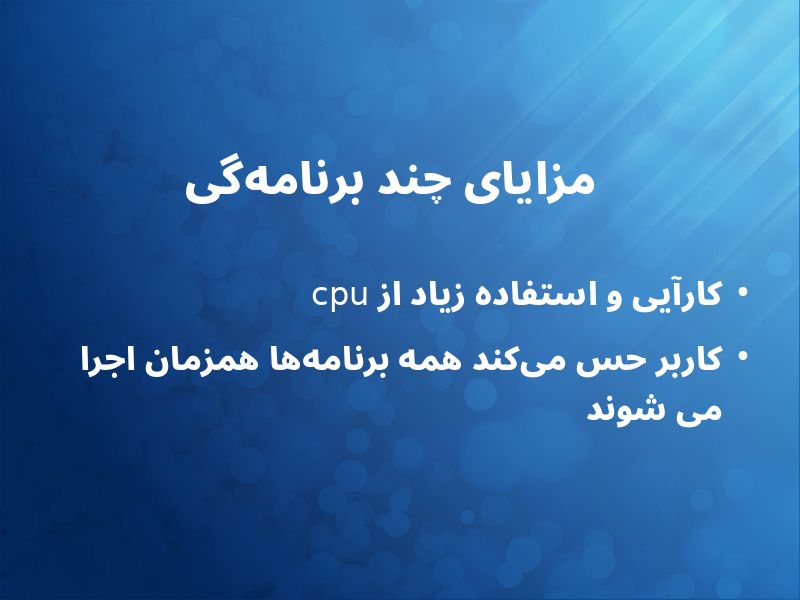 مزایای چند برنامه‌گی
• کارآیی و استفاده زیاد از cpu
• کاربر حس می‌کند همه برنامه‌ها همزمان اجرا
می شوند